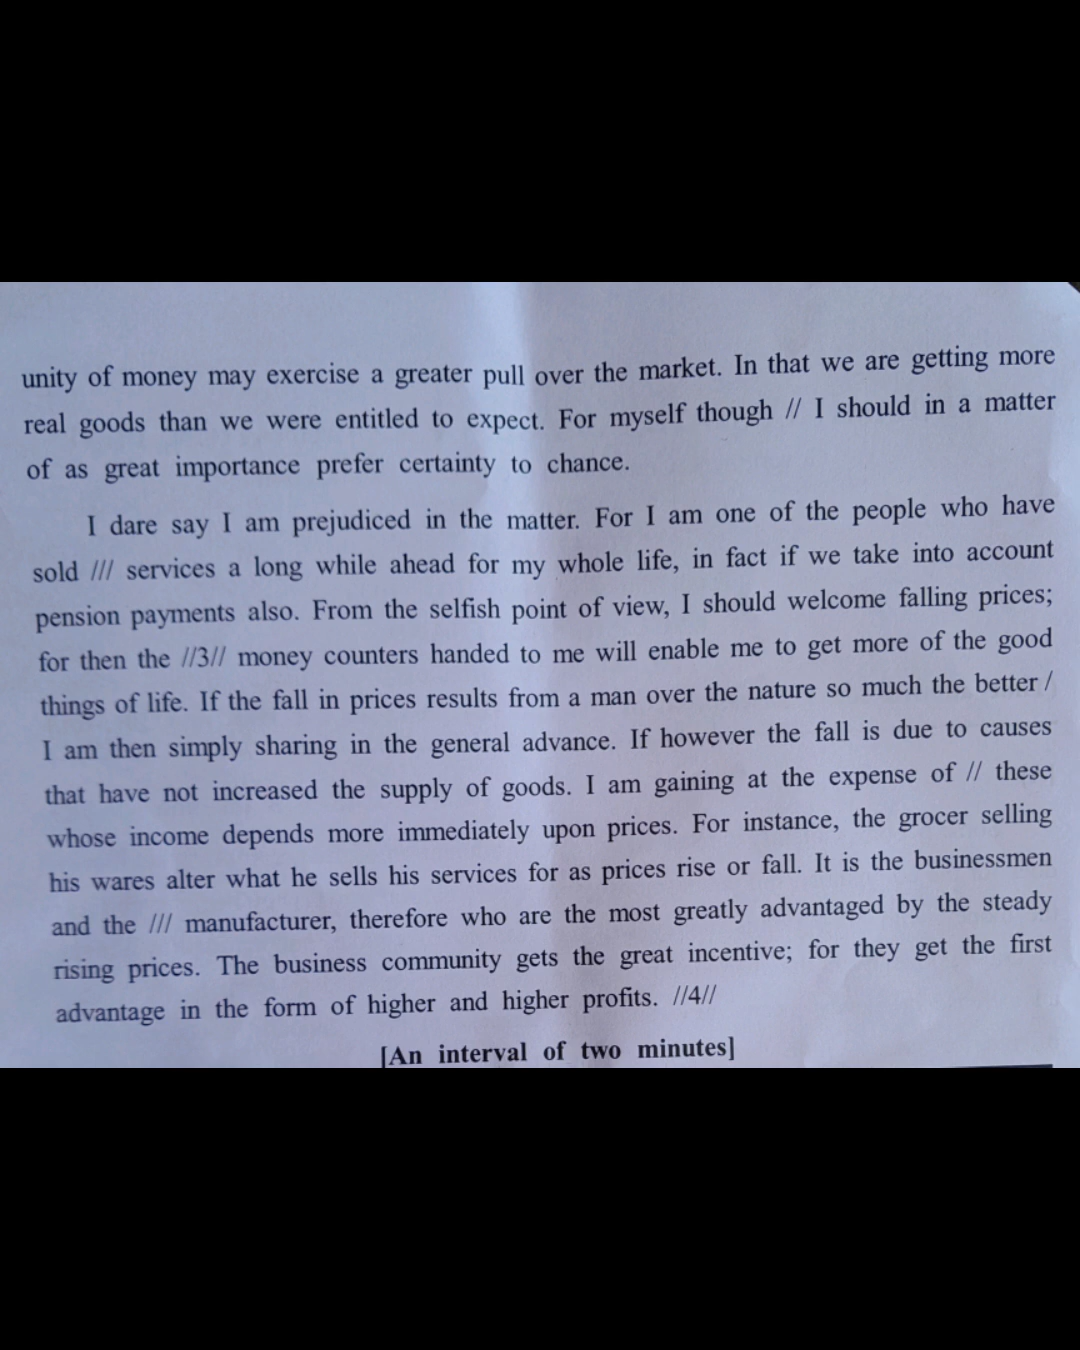 unity of money may exercise a greater pull over the market. In that we are getting more
real goods than we were entitled to expect. For myself though // I should in a matter
of as great importance prefer certainty to chance.
I dare say I am prejudiced in the matter. For I am one of the people who have
sold /// services a long while ahead for my whole life, in fact if we take into account
pension payments also. From the selfish point of view, I should welcome falling prices;
for then the //3// money counters handed to me will enable me to get more of the good
things of life. If the fall in prices results from a man over the nature so much the better /
I am then simply sharing in the general advance. If however the fall is due to causes
that have not increased the supply of goods. I am gaining at the expense of // these
whose income depends more immediately upon prices. For instance, the grocer selling
his wares alter what he sells his services for as prices rise or fall. It is the businessmen
and the /// manufacturer, therefore who are the most greatly advantaged by the steady
rising prices. The business community gets the great incentive; for they get the first
advantage in the form of higher and higher profits. //4//
[An interval of two minutes]